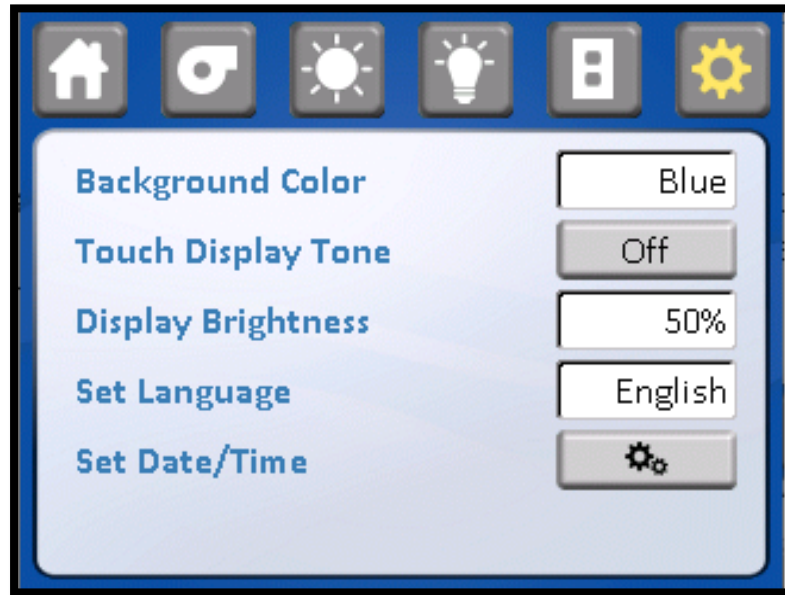 Background Color Blue
Touch Display Tone Off
Display Brightness 50%
Set Language English
Set Date/Time